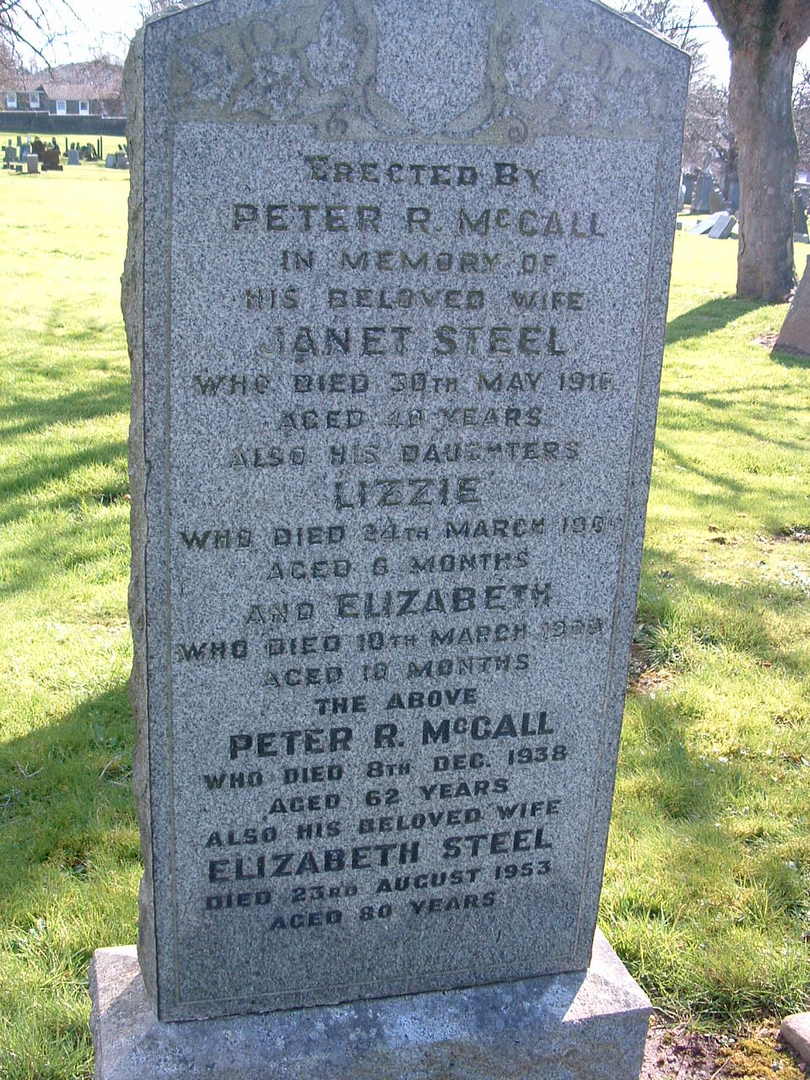 ERECTED BY
PETER R. McCALL
IN MEMORY OF
HIS BELOVED WIFE
JANET STEEL
WHO DIED 30TH MAY 1916
AGED 40 YEARS
ALSO HIS DAUGHTERS
LIZZIE
WHO DIED 24TH MARCH
AGED 6 MONTHS
AND ELIZABETH
WHO DIED 10TH MARCH
AGED 10 MONTHS
THE ABOVE
PETER R. McCALL
WHO DIED 8TH DEC. 1938
AGED 62 YEARS
ALSO HIS BELOVED WIFE
ELIZABETH STEEL
DIED 23RD AUGUST 1953
AGED 80 YEARS